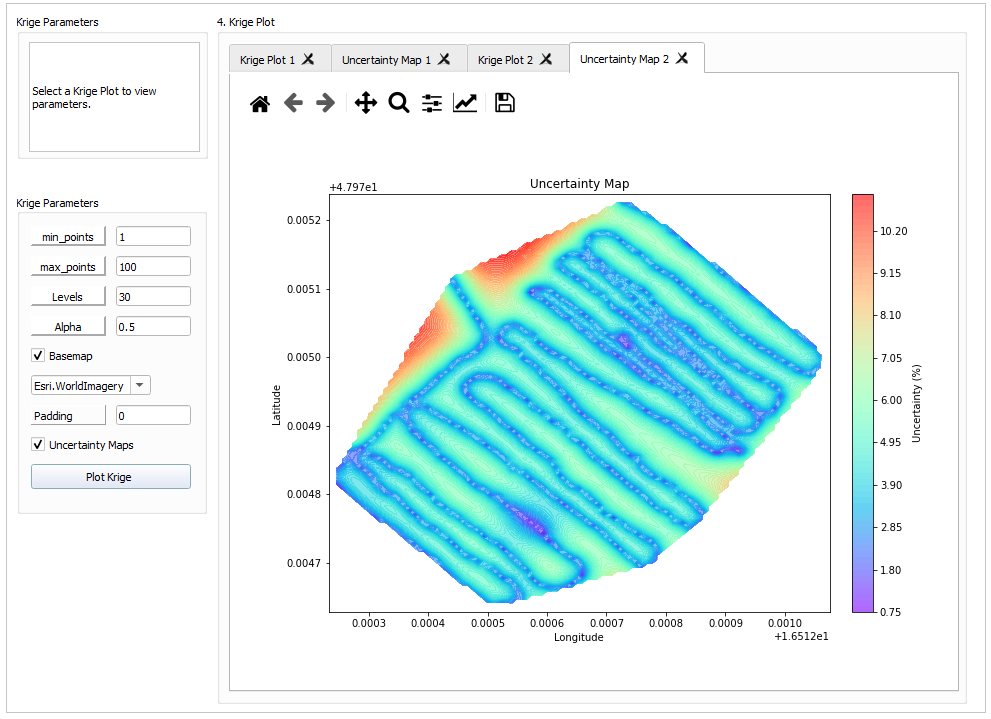 Krige Parameters
Select a Krige Plot to view
parameters.
Krige Parameters
min_points 1
max_points 100
Levels 30
Alpha 0.5
Basemap
Esri.WorldImagery
Padding 0
Uncertainty Maps
Plot Krige
4. Krige Plot
Krige Plot 1 Uncertainty Map 1 Krige Plot 2 Uncertainty Map 2
+4.797e1
Uncertainty Map
Latitude
0.0052
0.0051
0.0050
0.0049
0.0048
0.0047
0.0003 0.0004 0.0005 0.0006 0.0007 0.0008 0.0009 0.0010
Longitude
+1.6512e1
10.20
9.15
8.10
7.05
6.00
4.95
3.90
2.85
1.80
0.75
Uncertainty (%)